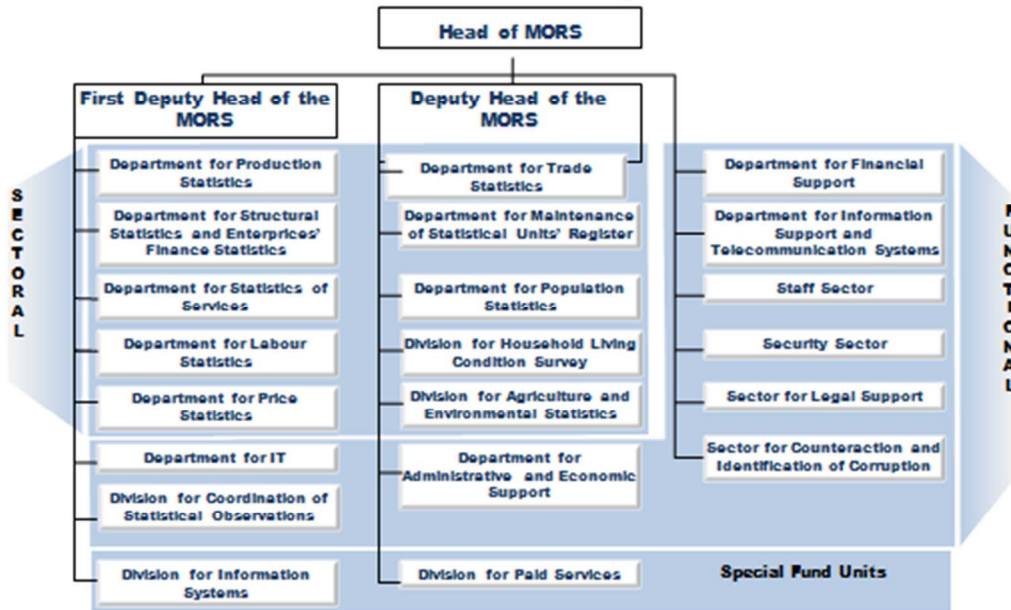 Head of MORS
First Deputy Head of the
MORS
Deputy Head of the
MORS
SECTORAL
Department for Production
Statistics
Department for Structural
Statistics and Enterprices'
Finance Statistics
Department for Statistics of
Services
Department for Labour
Statistics
Department for Price
Statistics
Department for IT
Division for Coordination of
Statistical Observations
Division for Information
Systems
Department for Trade
Statistics
Department for Maintenance
of Statistical Units' Register
Department for Population
Statistics
Division for Household Living
Condition Survey
Division for Agriculture and
Environmental Statistics
Department for
Administrative and Economic
Support
Division for Paid Services
Department for Financial
Support
Department for Information
Support and
Telecommunication Systems
Staff Sector
Security Sector
Sector for Legal Support
Sector for Counteraction and
Identification of Corruption
Special Fund Units
FUNCTIONAL